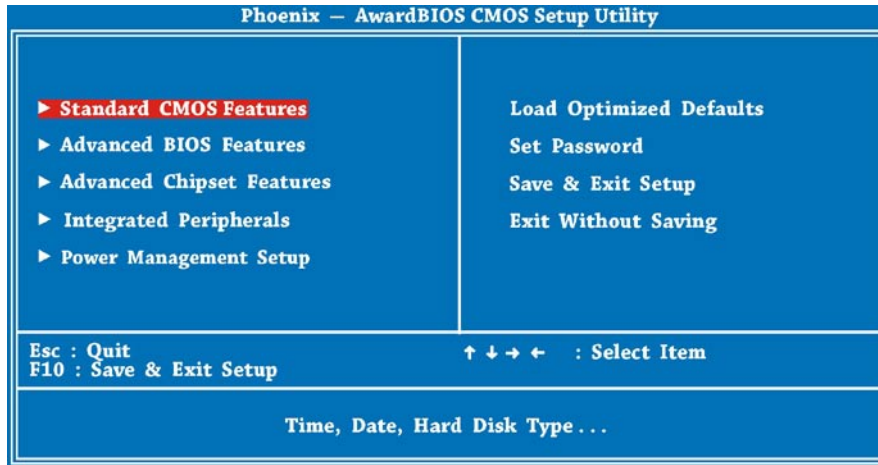 Phoenix — AwardBIOS CMOS Setup Utility
▶ Standard CMOS Features
▶ Advanced BIOS Features
▶ Advanced Chipset Features
▶ Integrated Peripherals
▶ Power Management Setup
Load Optimized Defaults
Set Password
Save & Exit Setup
Exit Without Saving
Esc : Quit
F10 : Save & Exit Setup
↑ ↓ → ← : Select Item
Time, Date, Hard Disk Type...